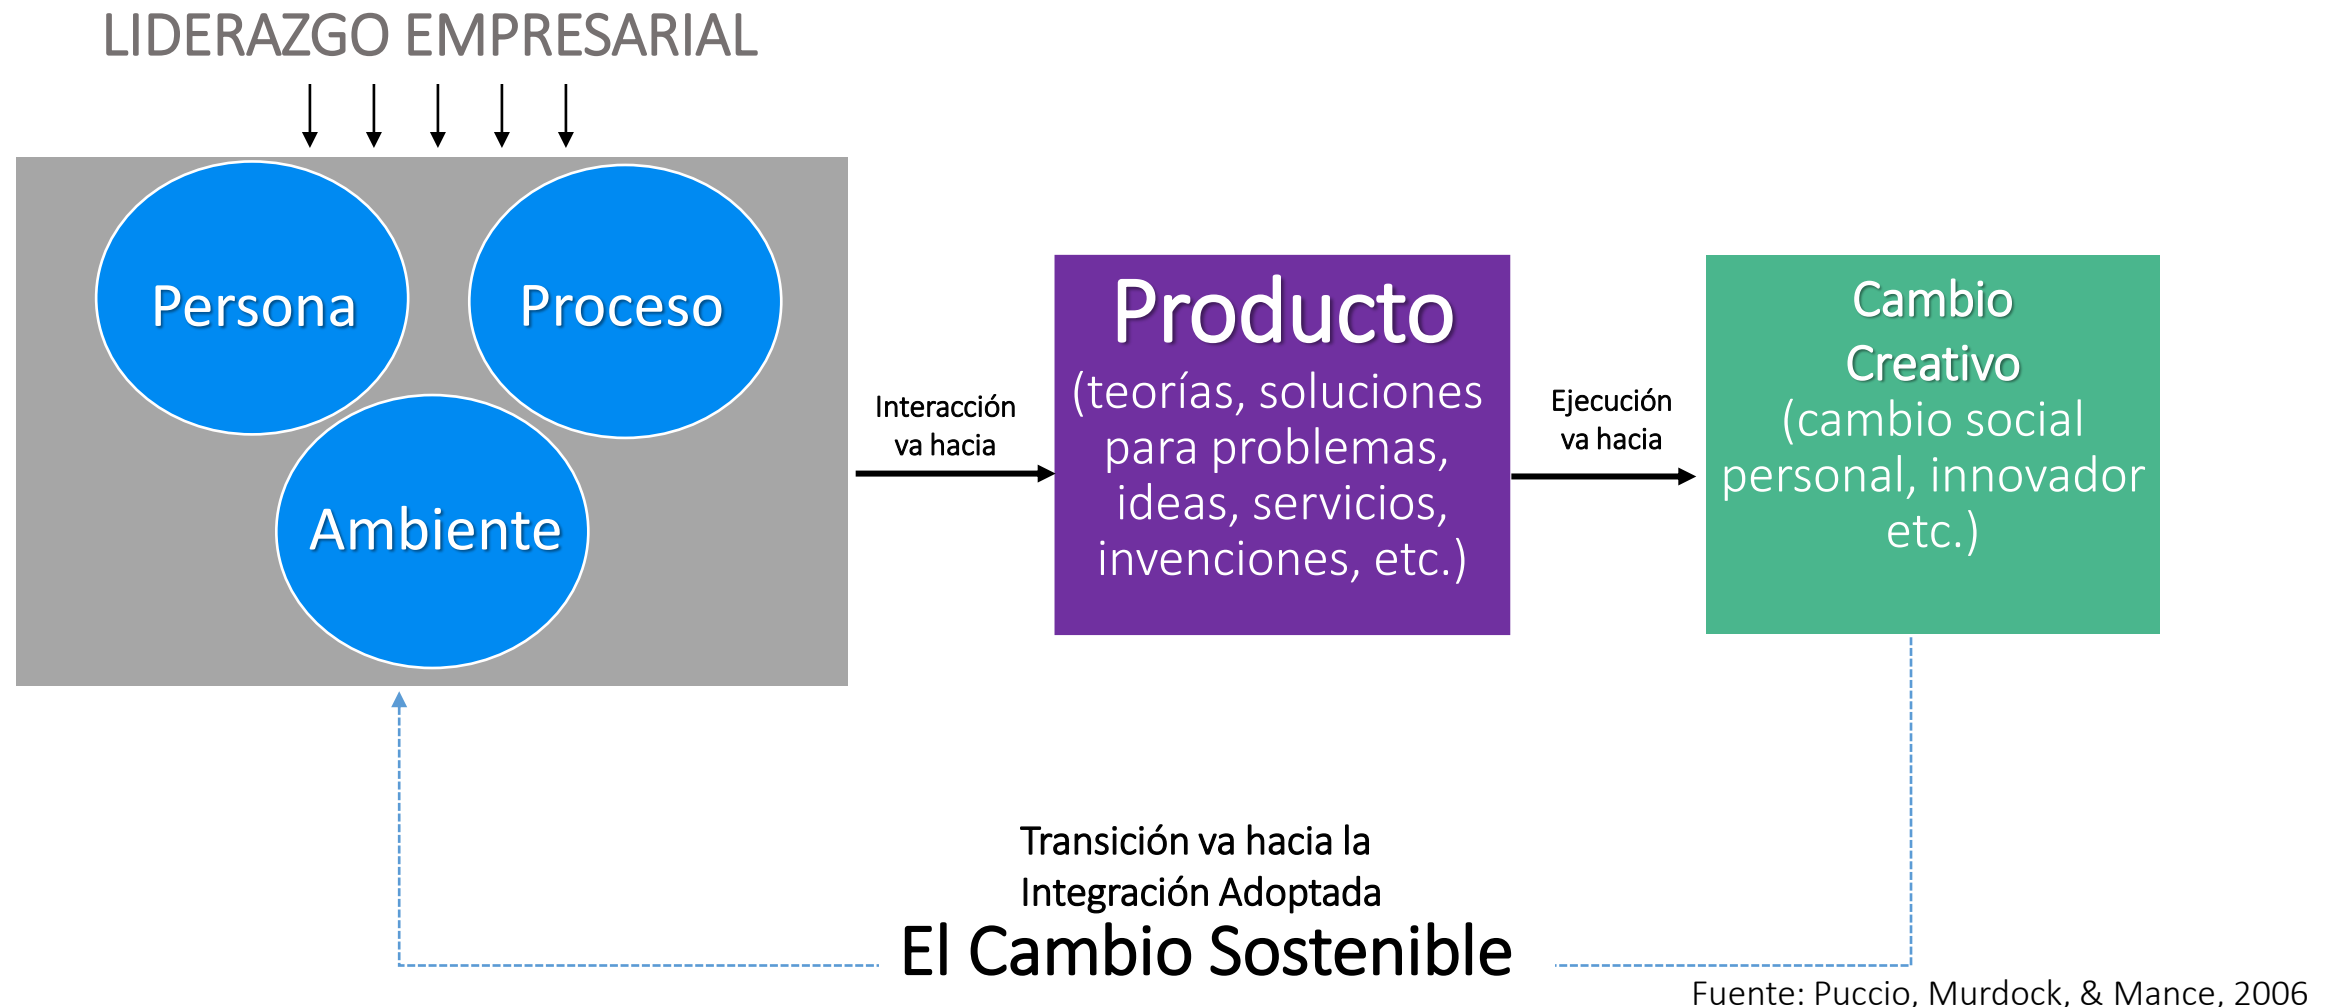 LIDERAZGO EMPRESARIAL
Persona
Proceso
Ambiente
Interacción
va hacia
Producto
(teorías, soluciones
para problemas,
ideas, servicios,
invenciones, etc.)
Ejecución
va hacia
Cambio
Creativo
(cambio social
personal, innovador
etc.)
Transición va hacia la
Integración Adoptada
El Cambio Sostenible
Fuente: Puccio, Murdock, & Mance, 2006